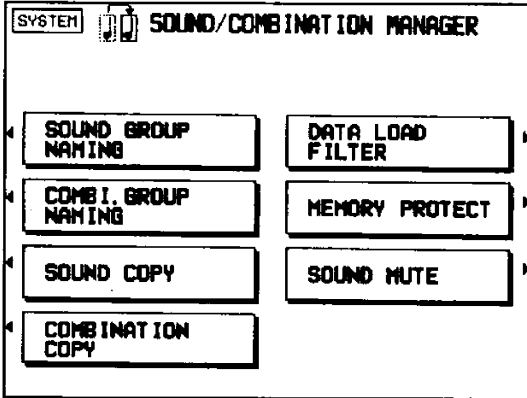 SYSTEM SOUND/COMBINATION MANAGER
SOUND GROUP
NAMING
DATA LOAD
FILTER
COMBI.GROUP
NAMING
MEMORY PROTECT
SOUND COPY
SOUND MUTE
COMBINATION
COPY